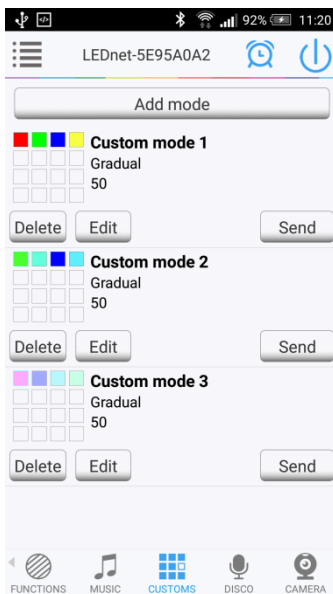 92% 11:20
LEDnet-5E95A0A2
Add mode
Custom mode 1
Gradual
50
Delete Edit Send
Custom mode 2
Gradual
50
Delete Edit Send
Custom mode 3
Gradual
50
Delete Edit Send
FUNCTIONS MUSIC CUSTOMS DISCO CAMERA